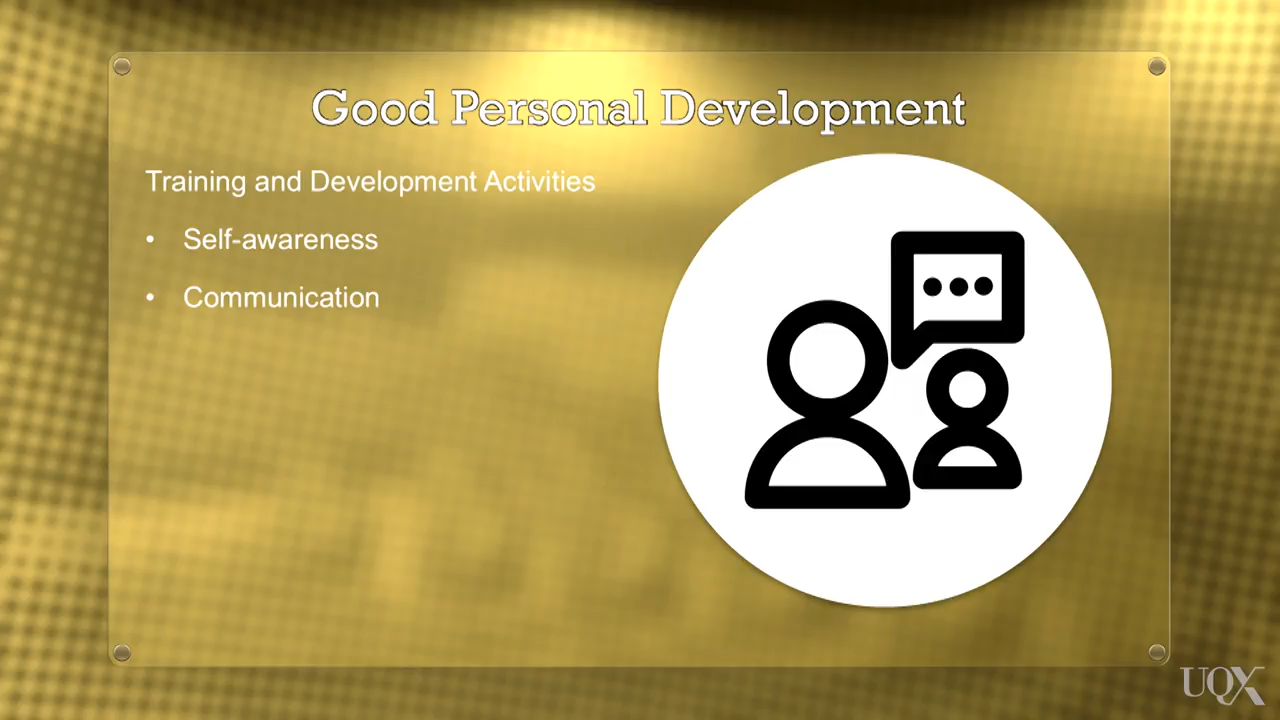 Good Personal Development
Training and Development Activities
• Self-awareness
• Communication
UQX